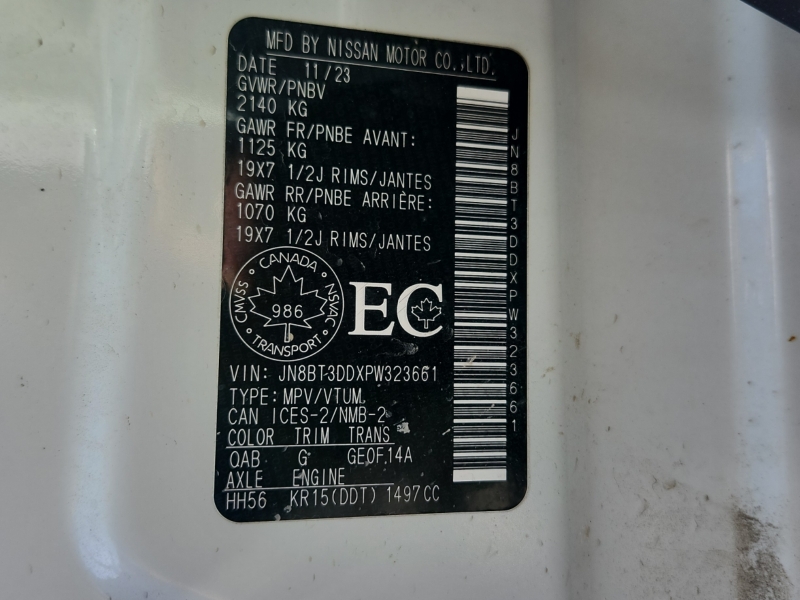 MFD BY NISSAN MOTOR CO.,LTD.
DATE 11/23
GVWR/PNBV
2140 KG
GAWR FR/PNBE AVANT:
1125 KG
19X7 1/2J RIMS/JANTES
GAWR RR/PNBE ARRIÈRE:
1070 KG
19X7 1/2J RIMS/JANTES
CANADA
CMVSS NSVAC
986
TRANSPORT
EC
VIN: JN8BT3DDXPW323661
TYPE: MPV/VTUM
CAN ICES-2/NMB-2
COLOR TRIM TRANS
QAB G GE0F14A
AXLE ENGINE
HH56 KR15(DDT) 1497CC
JN8BT3DDXPW323661